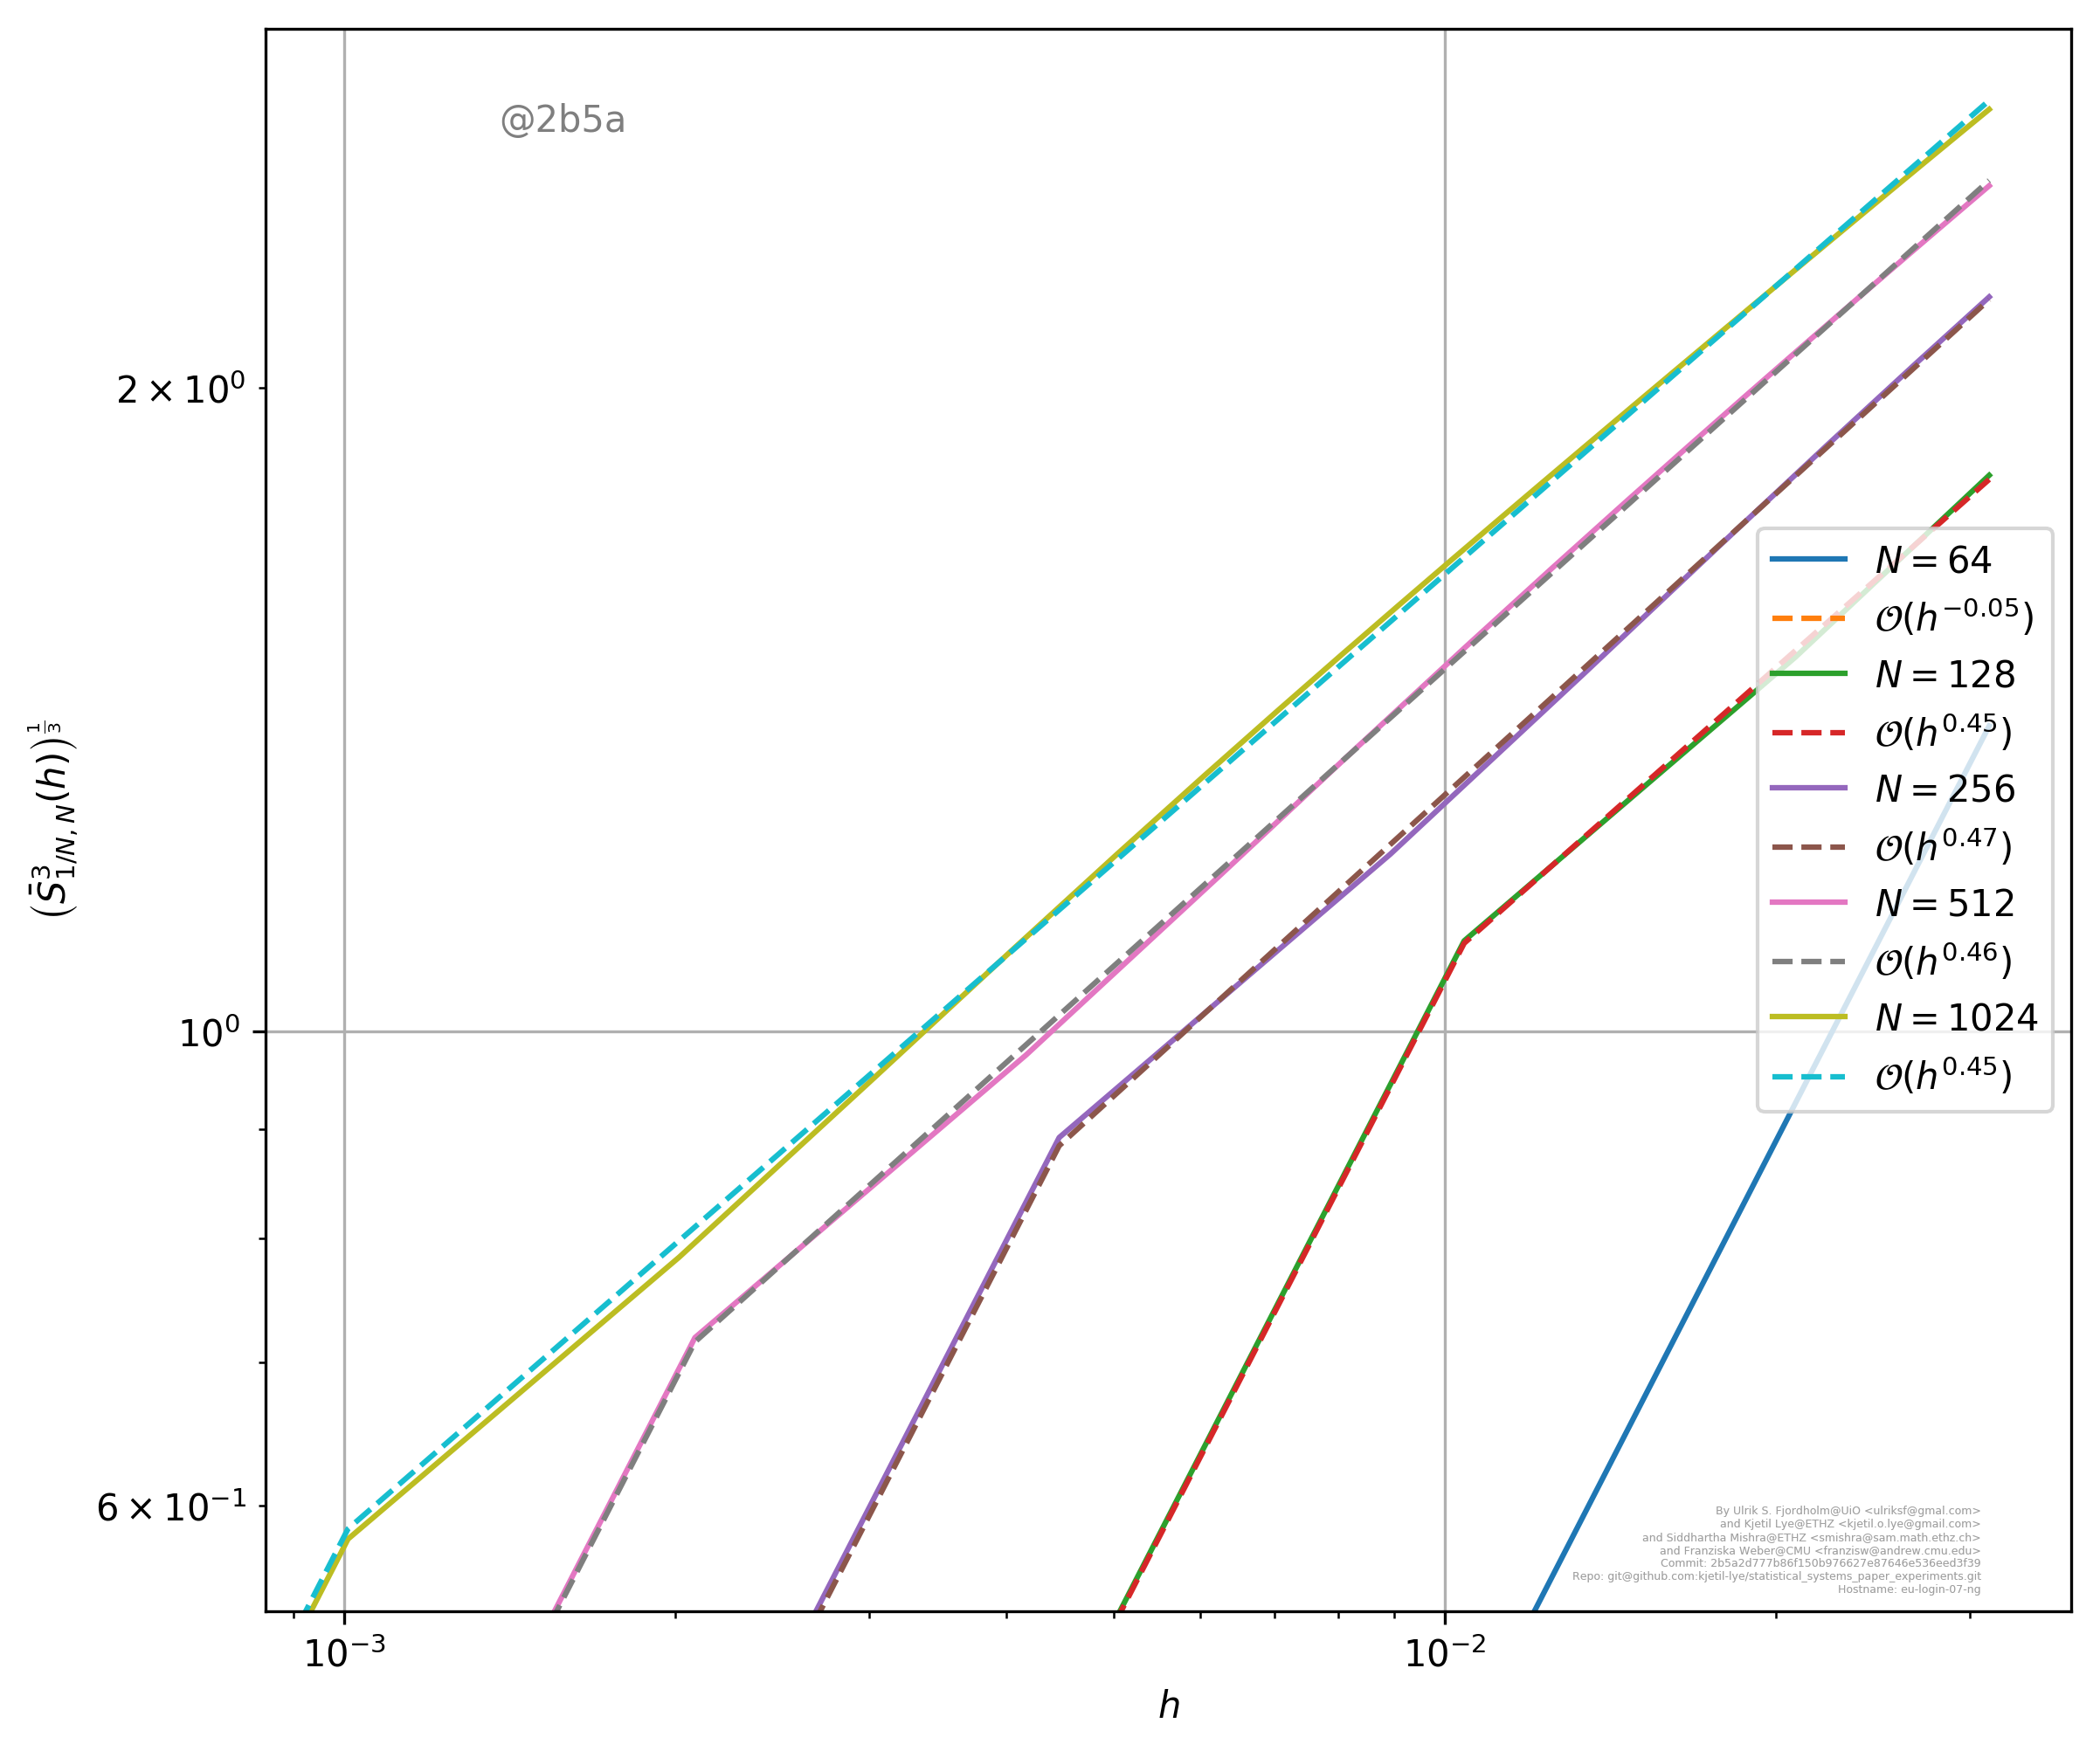 @2b5a
2 × 10⁰
10⁰
6 × 10⁻¹
(S̄³₁/N,N(h))^(1/3)
N = 64
𝒪(h^−0.05)
N = 128
𝒪(h^0.45)
N = 256
𝒪(h^0.47)
N = 512
𝒪(h^0.46)
N = 1024
𝒪(h^0.45)
By Ulrik S. Fjordholm@UiO <ulriksf@gmal.com>
and Kjetil Lye@ETHZ <kjetil.o.lye@gmail.com>
and Siddhartha Mishra@ETHZ <smishra@sam.math.ethz.ch>
and Franziska Weber@CMU <franzisw@andrew.cmu.edu>
Commit: 2b5a2d777b86f150b976627e87646e536eed3f39
Repo: git@github.com:kjetil-lye/statistical_systems_paper_experiments.git
Hostname: eu-login-07-ng
10⁻³
10⁻²
h